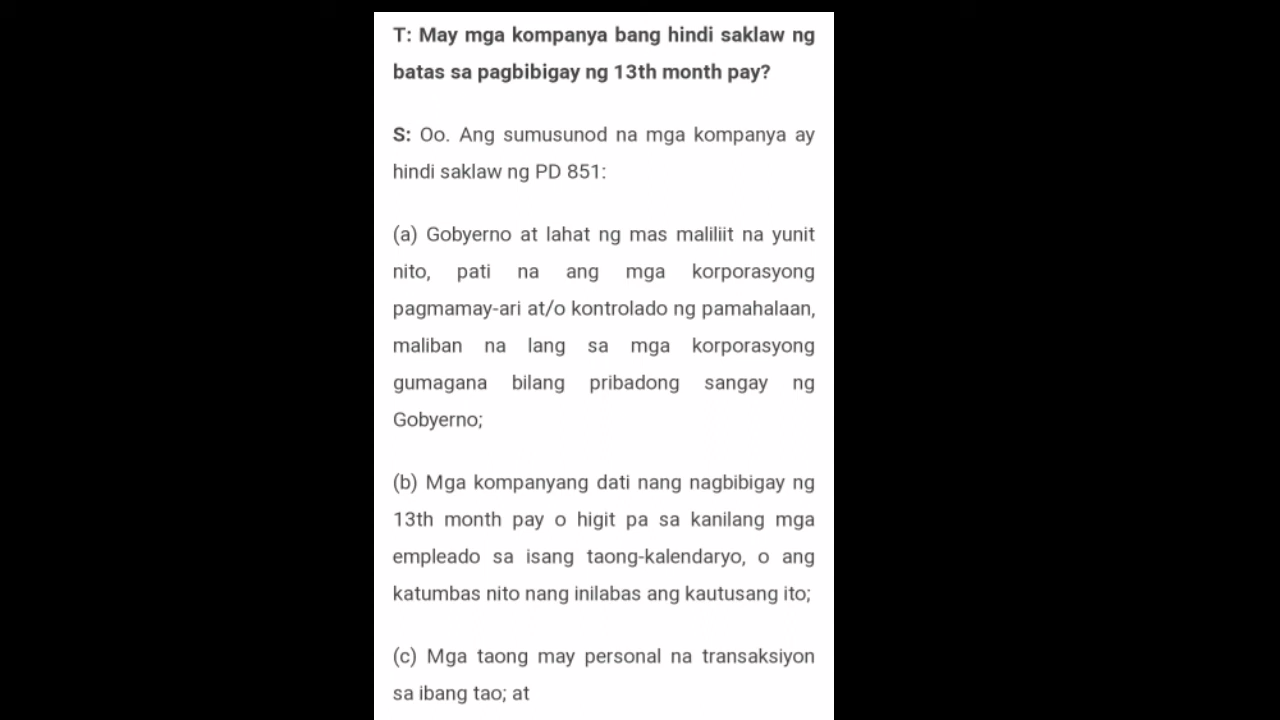 T: May mga kompanya bang hindi saklaw ng
batas sa pagbibigay ng 13th month pay?
S: Oo. Ang sumusunod na mga kompanya ay
hindi saklaw ng PD 851:
(a) Gobyerno at lahat ng mas maliliit na yunit
nito, pati na ang mga korporasyong
pagmamay-ari at/o kontrolado ng pamahalaan,
maliban na lang sa mga korporasyong
gumagana bilang pribadong sangay ng
Gobyerno;
(b) Mga kompanyang dati nang nagbibigay ng
13th month pay o higit pa sa kanilang mga
empleado sa isang taong-kalendaryo, o ang
katumbas nito nang inilabas ang kautusang ito;
(c) Mga taong may personal na transaksiyon
sa ibang tao; at